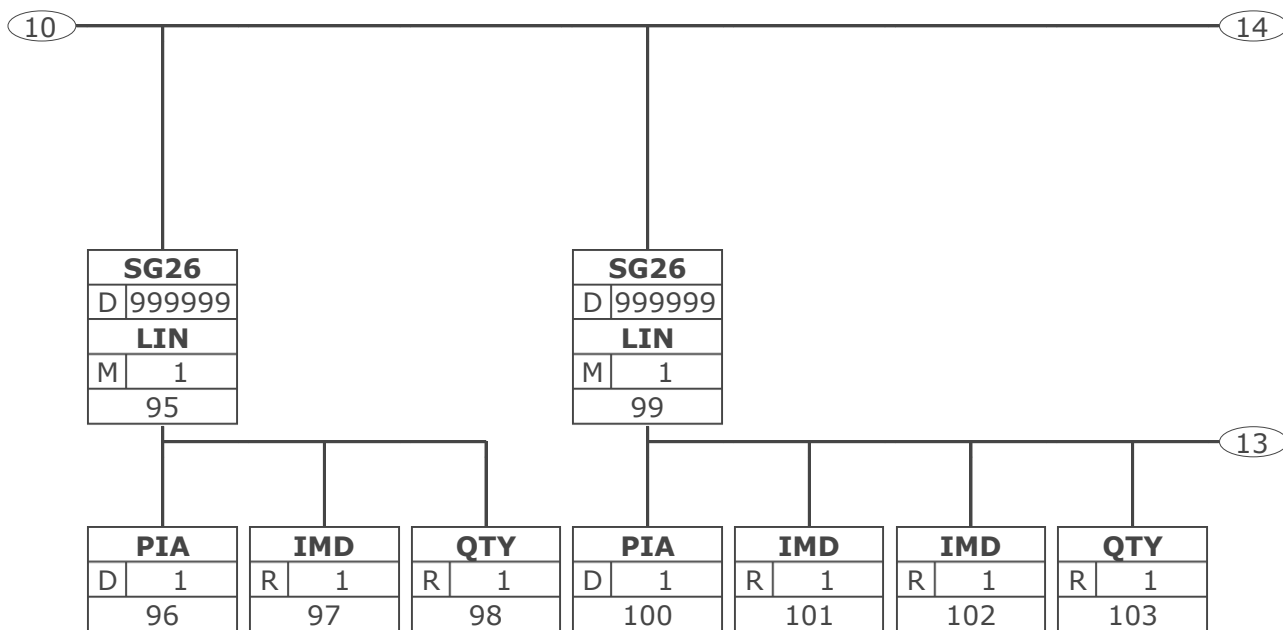 10
14
SG26
D 999999
LIN
M 1
95
SG26
D 999999
LIN
M 1
99
13
PIA
D 1
96
IMD
R 1
97
QTY
R 1
98
PIA
D 1
100
IMD
R 1
101
IMD
R 1
102
QTY
R 1
103